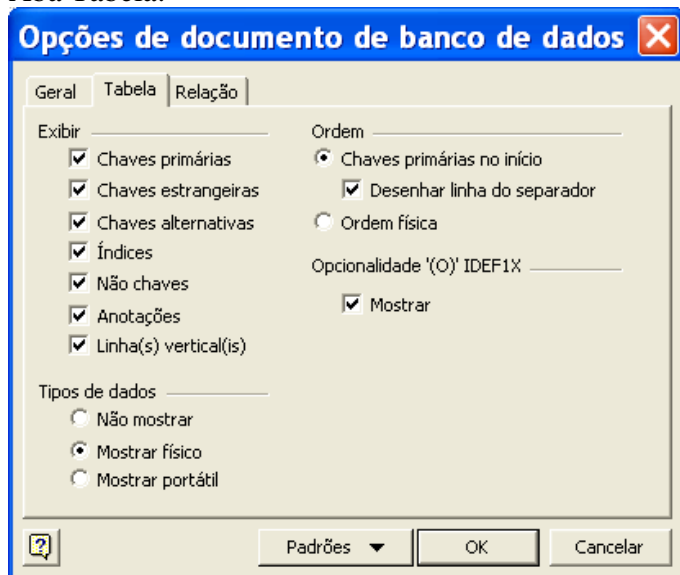 Aba Tabela:
Opções de documento de banco de dados
Geral Tabela Relação
Exibir
Chaves primárias
Chaves estrangeiras
Chaves alternativas
Índices
Não chaves
Anotações
Linha(s) vertical(is)
Tipos de dados
Não mostrar
Mostrar físico
Mostrar portátil
Ordem
Chaves primárias no início
Desenhar linha do separador
Ordem física
Opcionalidade '(O)' IDEF1X
Mostrar
Padrões OK Cancelar